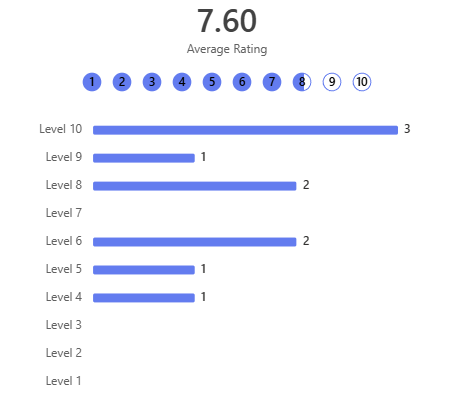 7.60
Average Rating
1 2 3 4 5 6 7 8 9 10
Level 10 3
Level 9 1
Level 8 2
Level 7
Level 6 2
Level 5 1
Level 4 1
Level 3
Level 2
Level 1